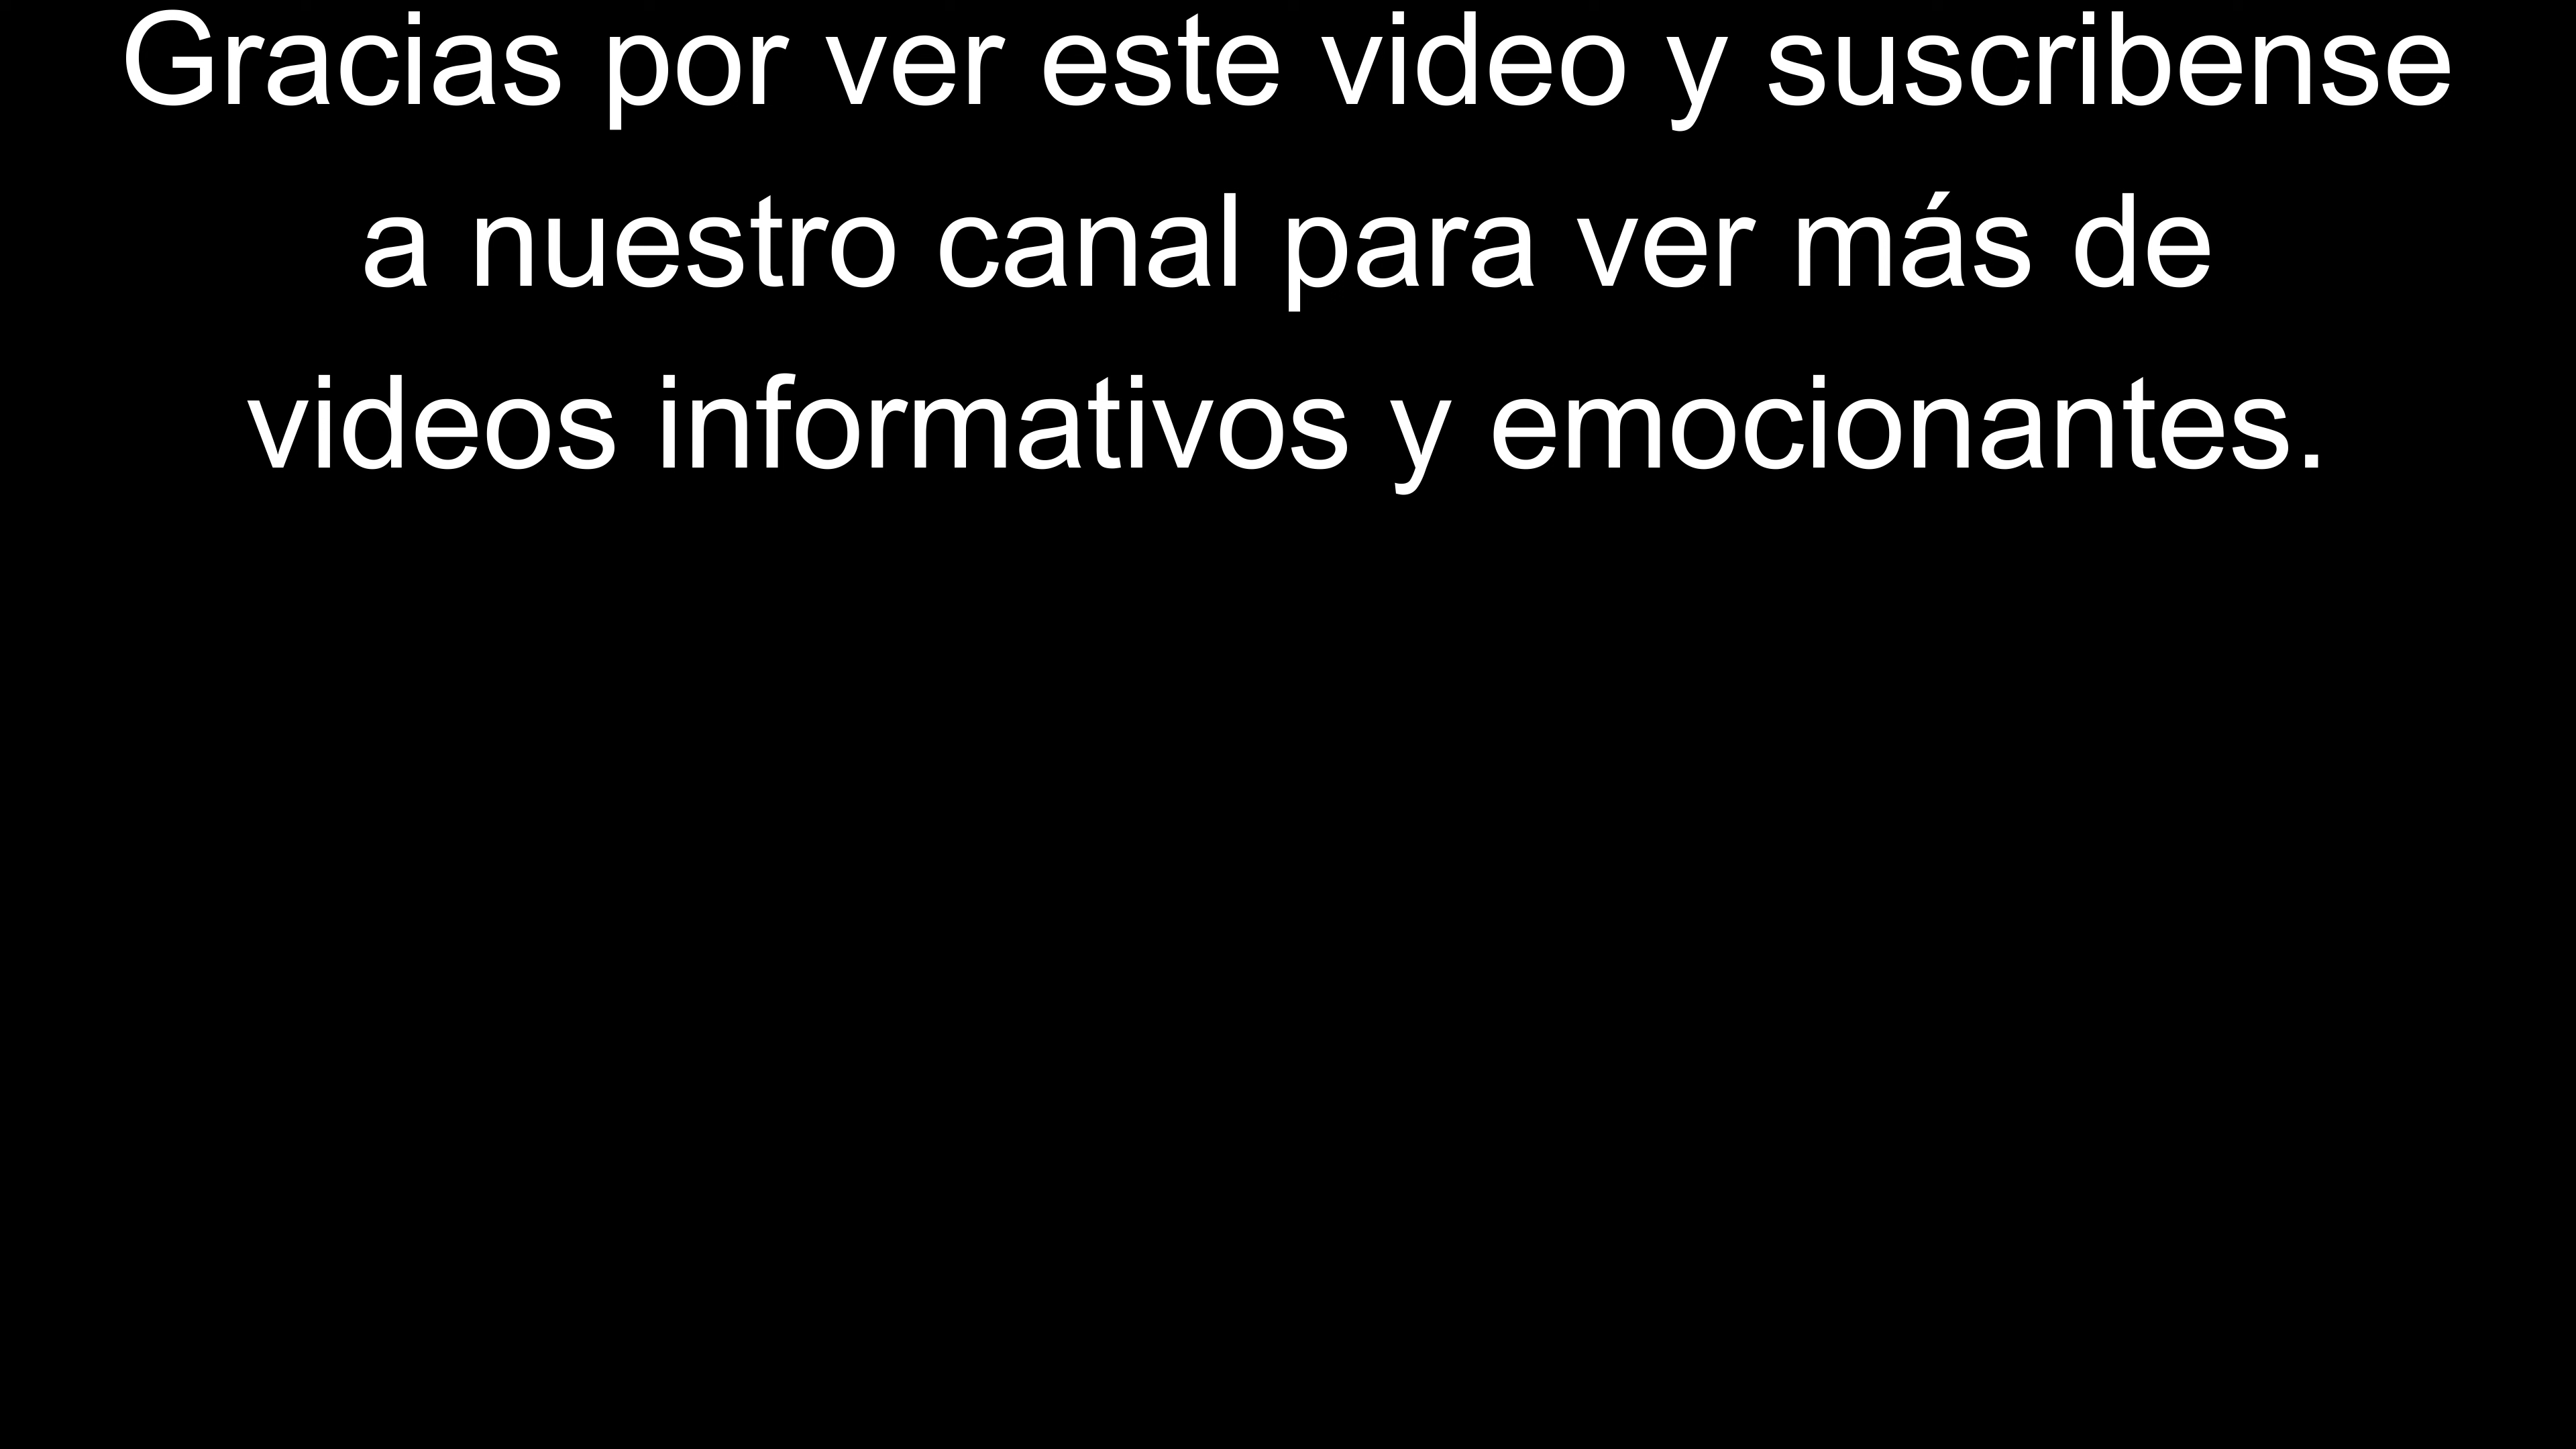 Gracias por ver este video y suscribense
a nuestro canal para ver más de
videos informativos y emocionantes.